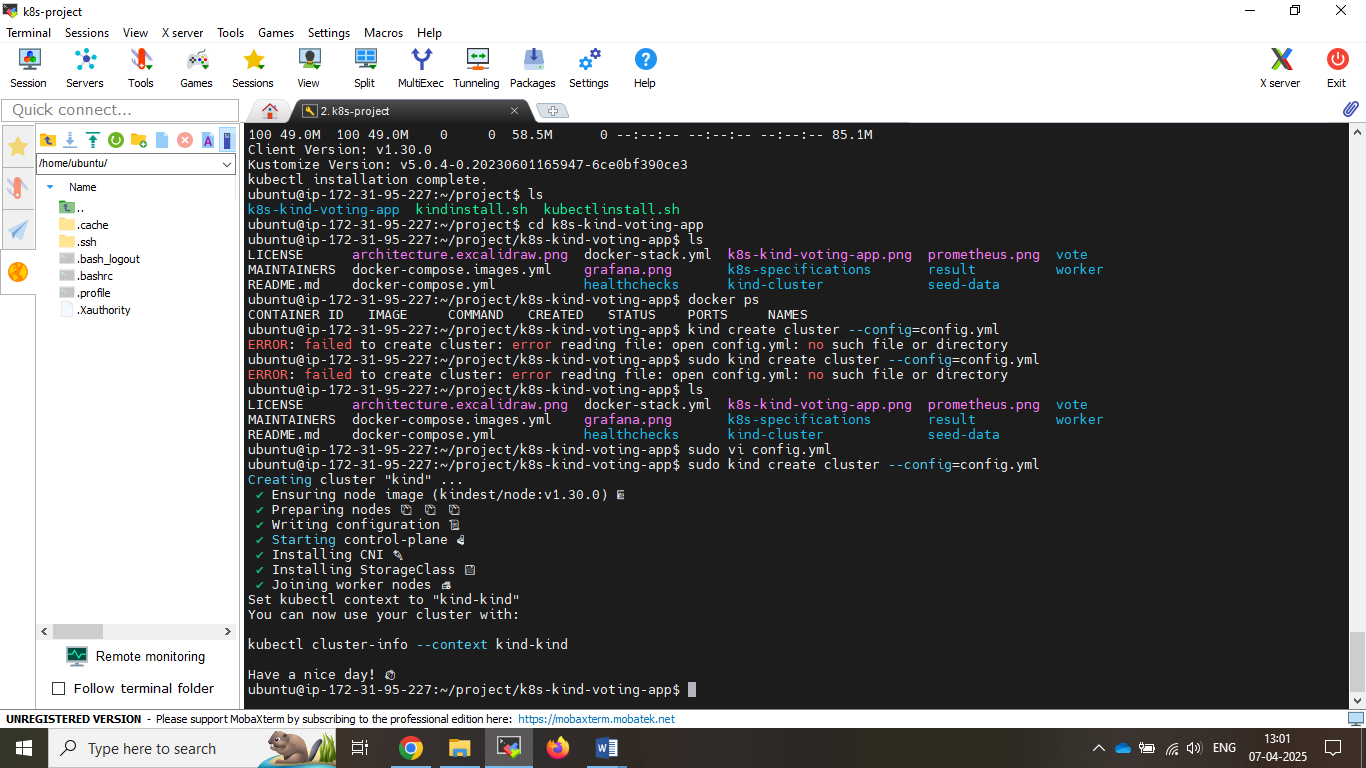 k8s-project
Terminal Sessions View X server Tools Games Settings Macros Help
Session Servers Tools Games Sessions View Split MultiExec Tunneling Packages Settings Help X server Exit
Quick connect...
2. k8s-project
/home/ubuntu/
Name
..
.cache
.ssh
.bash_logout
.bashrc
.profile
.Xauthority
Remote monitoring
Follow terminal folder
100 49.0M  100 49.0M    0     0  58.5M      0 --:--:-- --:--:-- --:--:-- 85.1M
Client Version: v1.30.0
Kustomize Version: v5.0.4-0.20230601165947-6ce0bf390ce3
kubectl installation complete.
ubuntu@ip-172-31-95-227:~/project$ ls
k8s-kind-voting-app  kindinstall.sh  kubectlinstall.sh
ubuntu@ip-172-31-95-227:~/project$ cd k8s-kind-voting-app
ubuntu@ip-172-31-95-227:~/project/k8s-kind-voting-app$ ls
LICENSE      architecture.excalidraw.png  docker-stack.yml  k8s-kind-voting-app.png  prometheus.png  vote
MAINTAINERS  docker-compose.images.yml    grafana.png       k8s-specifications       result          worker
README.md    docker-compose.yml           healthchecks      kind-cluster             seed-data
ubuntu@ip-172-31-95-227:~/project/k8s-kind-voting-app$ docker ps
CONTAINER ID   IMAGE     COMMAND   CREATED   STATUS    PORTS     NAMES
ubuntu@ip-172-31-95-227:~/project/k8s-kind-voting-app$ kind create cluster --config=config.yml
ERROR: failed to create cluster: error reading file: open config.yml: no such file or directory
ubuntu@ip-172-31-95-227:~/project/k8s-kind-voting-app$ sudo kind create cluster --config=config.yml
ERROR: failed to create cluster: error reading file: open config.yml: no such file or directory
ubuntu@ip-172-31-95-227:~/project/k8s-kind-voting-app$ ls
LICENSE      architecture.excalidraw.png  docker-stack.yml  k8s-kind-voting-app.png  prometheus.png  vote
MAINTAINERS  docker-compose.images.yml    grafana.png       k8s-specifications       result          worker
README.md    docker-compose.yml           healthchecks      kind-cluster             seed-data
ubuntu@ip-172-31-95-227:~/project/k8s-kind-voting-app$ sudo vi config.yml
ubuntu@ip-172-31-95-227:~/project/k8s-kind-voting-app$ sudo kind create cluster --config=config.yml
Creating cluster "kind" ...
✓ Ensuring node image (kindest/node:v1.30.0)
✓ Preparing nodes
✓ Writing configuration
✓ Starting control-plane
✓ Installing CNI
✓ Installing StorageClass
✓ Joining worker nodes
Set kubectl context to "kind-kind"
You can now use your cluster with:
kubectl cluster-info --context kind-kind
Have a nice day!
ubuntu@ip-172-31-95-227:~/project/k8s-kind-voting-app$
UNREGISTERED VERSION - Please support MobaXterm by subscribing to the professional edition here: https://mobaxterm.mobatek.net
Type here to search
ENG
13:01
07-04-2025